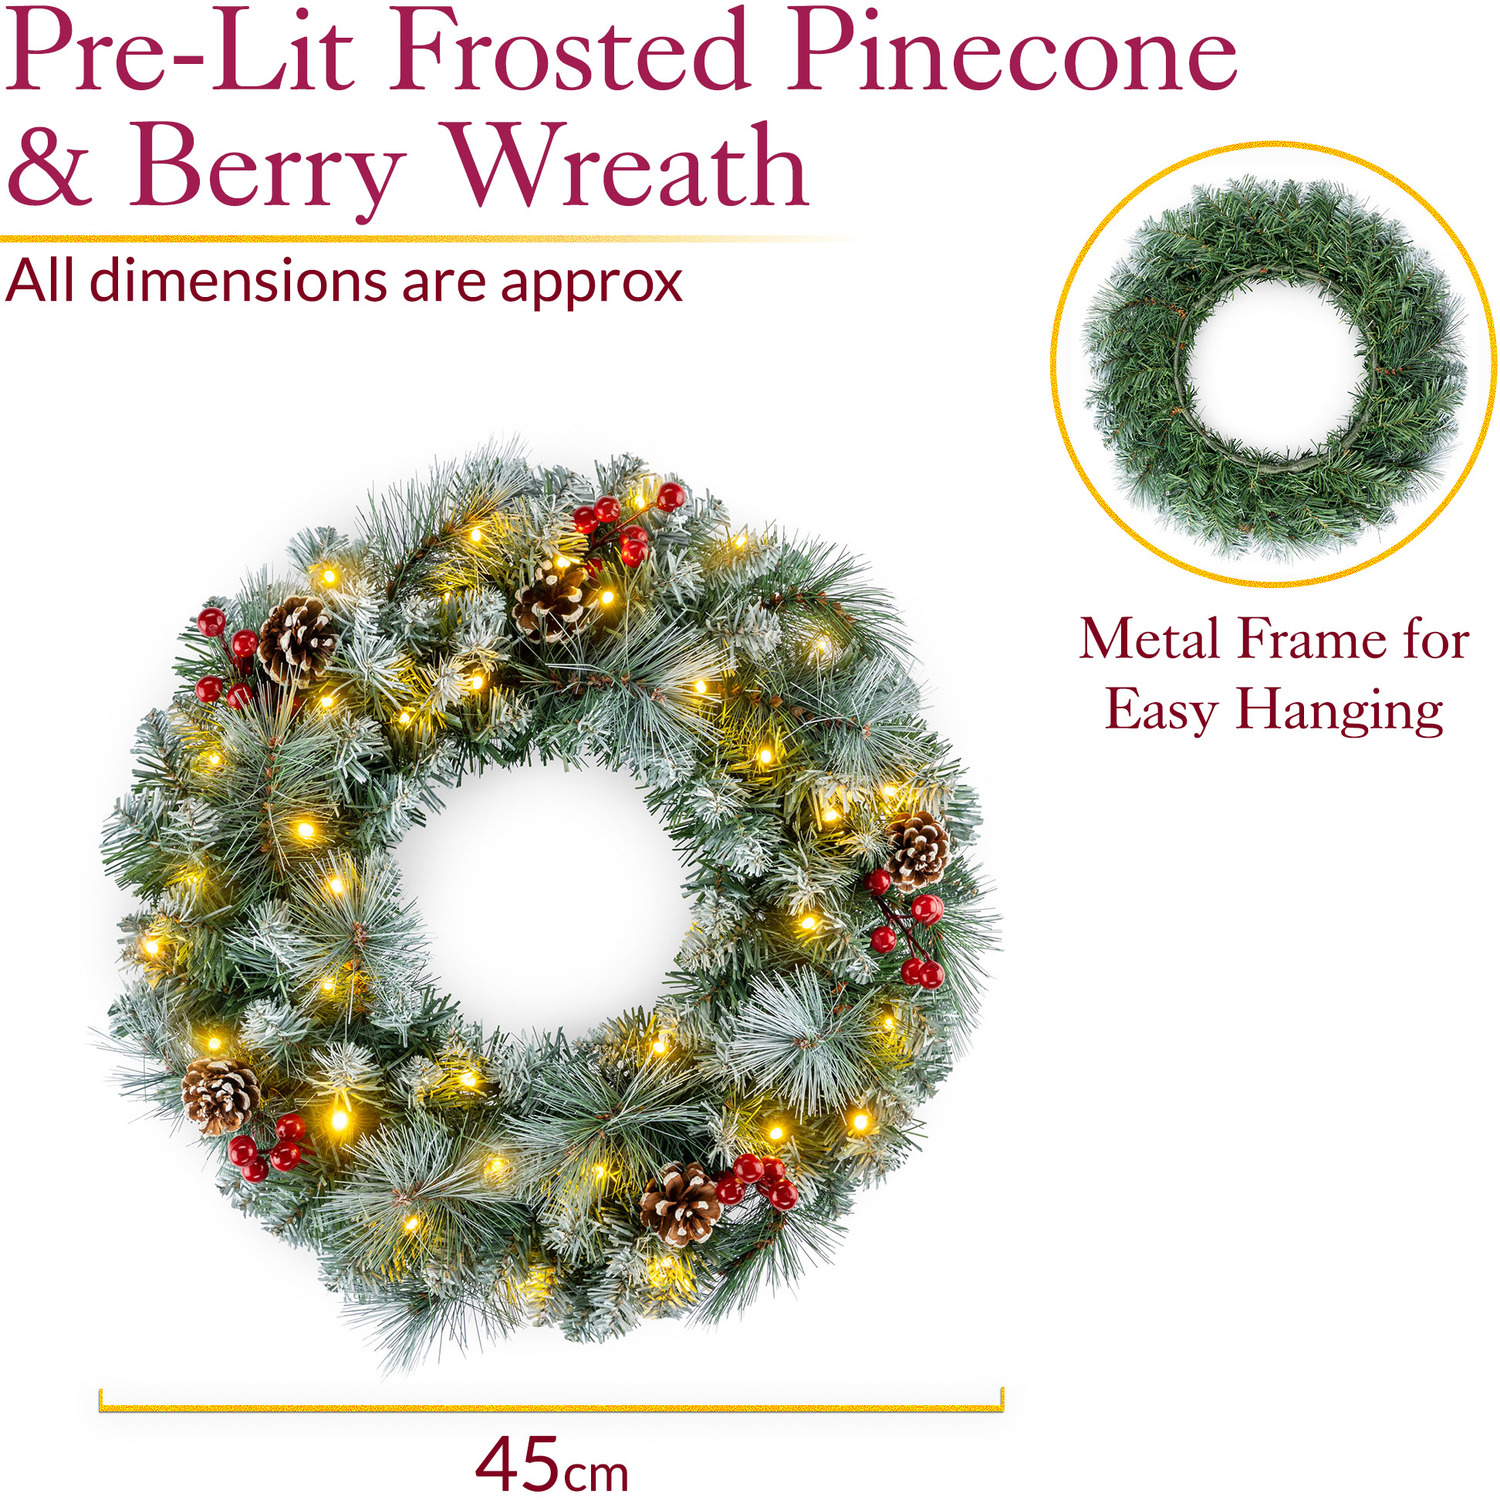 Pre-Lit Frosted Pinecone
& Berry Wreath
All dimensions are approx
Metal Frame for
Easy Hanging
45cm